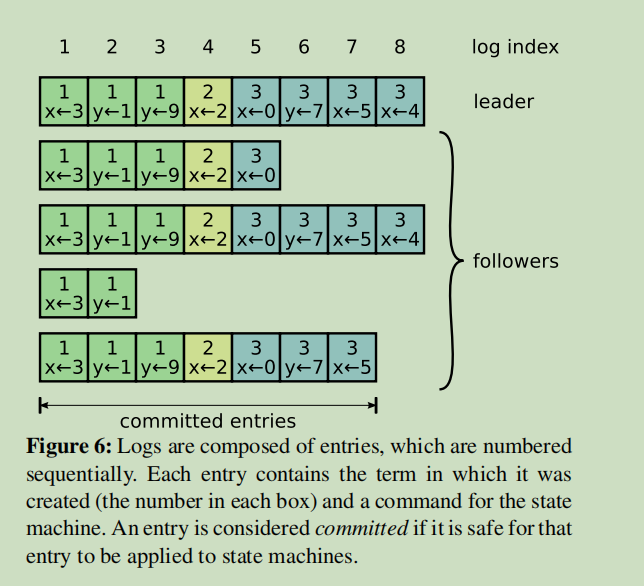 1 2 3 4 5 6 7 8 log index
1 1 1 2 3 3 3 3
x←3 y←1 y←9 x←2 x←0 y←7 x←5 x←4
leader
1 1 1 2 3
x←3 y←1 y←9 x←2 x←0
1 1 1 2 3 3 3 3
x←3 y←1 y←9 x←2 x←0 y←7 x←5 x←4
followers
1 1
x←3 y←1
1 1 1 2 3 3 3
x←3 y←1 y←9 x←2 x←0 y←7 x←5
committed entries
Figure 6: Logs are composed of entries, which are numbered
sequentially. Each entry contains the term in which it was
created (the number in each box) and a command for the state
machine. An entry is considered committed if it is safe for that
entry to be applied to state machines.